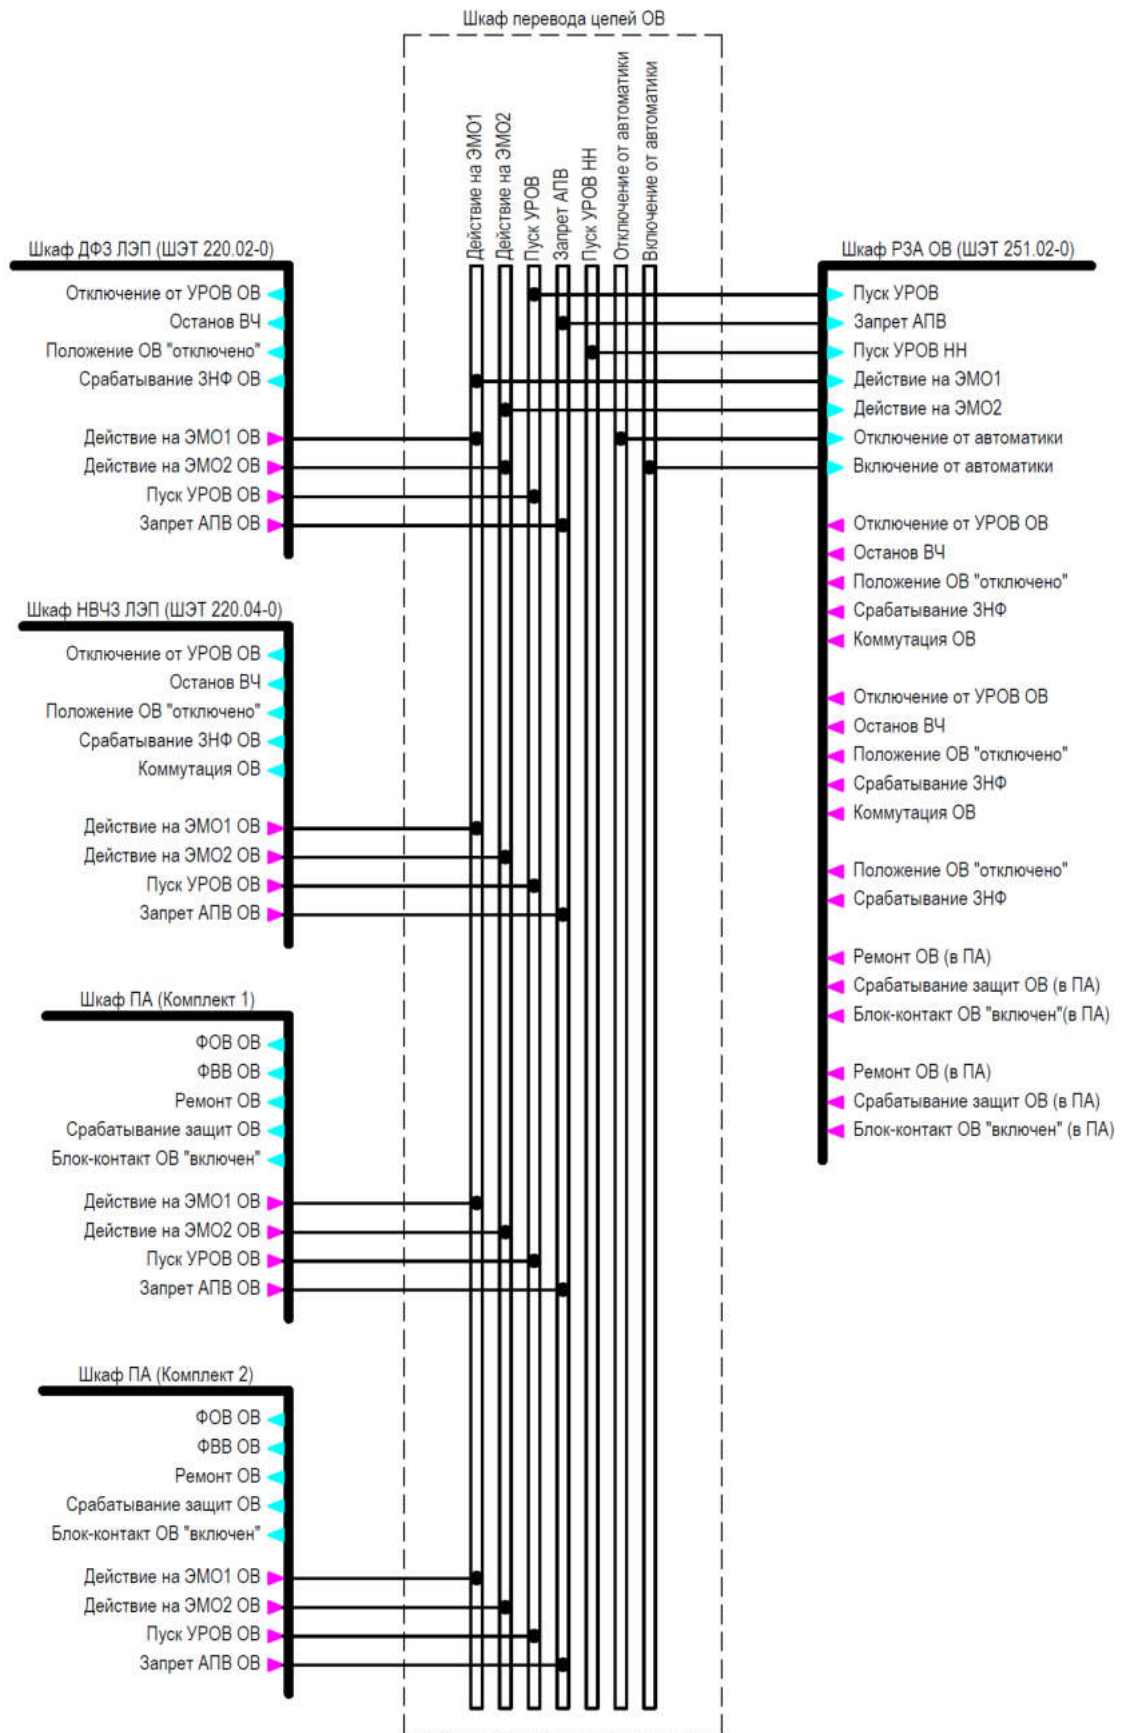 Шкаф перевода цепей ОВ
Действие на ЭМО1
Действие на ЭМО2
Пуск УРОВ
Запрет АПВ
Пуск УРОВ НН
Отключение от автоматики
Включение от автоматики
Шкаф ДФЗ ЛЭП (ШЭТ 220.02-0)
Отключение от УРОВ ОВ
Останов ВЧ
Положение ОВ "отключено"
Срабатывание ЗНФ ОВ
Действие на ЭМО1 ОВ
Действие на ЭМО2 ОВ
Пуск УРОВ ОВ
Запрет АПВ ОВ
Шкаф НВЧЗ ЛЭП (ШЭТ 220.04-0)
Отключение от УРОВ ОВ
Останов ВЧ
Положение ОВ "отключено"
Срабатывание ЗНФ ОВ
Коммутация ОВ
Действие на ЭМО1 ОВ
Действие на ЭМО2 ОВ
Пуск УРОВ ОВ
Запрет АПВ ОВ
Шкаф ПА (Комплект 1)
ФОВ ОВ
ФВВ ОВ
Ремонт ОВ
Срабатывание защит ОВ
Блок-контакт ОВ "включен"
Действие на ЭМО1 ОВ
Действие на ЭМО2 ОВ
Пуск УРОВ ОВ
Запрет АПВ ОВ
Шкаф ПА (Комплект 2)
ФОВ ОВ
ФВВ ОВ
Ремонт ОВ
Срабатывание защит ОВ
Блок-контакт ОВ "включен"
Действие на ЭМО1 ОВ
Действие на ЭМО2 ОВ
Пуск УРОВ ОВ
Запрет АПВ ОВ
Шкаф РЗА ОВ (ШЭТ 251.02-0)
Пуск УРОВ
Запрет АПВ
Пуск УРОВ НН
Действие на ЭМО1
Действие на ЭМО2
Отключение от автоматики
Включение от автоматики
Отключение от УРОВ ОВ
Останов ВЧ
Положение ОВ "отключено"
Срабатывание ЗНФ
Коммутация ОВ
Отключение от УРОВ ОВ
Останов ВЧ
Положение ОВ "отключено"
Срабатывание ЗНФ
Коммутация ОВ
Положение ОВ "отключено"
Срабатывание ЗНФ
Ремонт ОВ (в ПА)
Срабатывание защит ОВ (в ПА)
Блок-контакт ОВ "включен"(в ПА)
Ремонт ОВ (в ПА)
Срабатывание защит ОВ (в ПА)
Блок-контакт ОВ "включен" (в ПА)